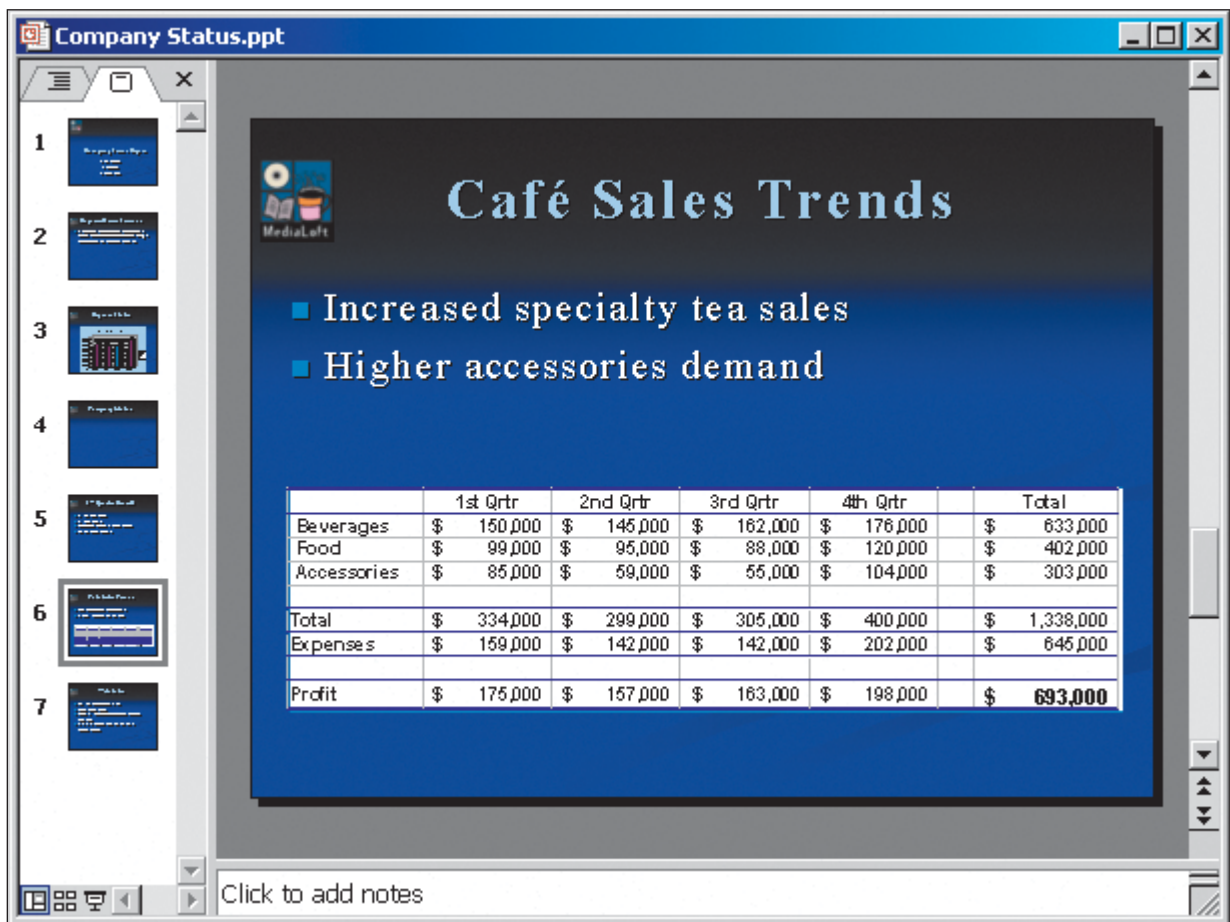 Company Status.ppt
1
2
3
4
5
6
7
MediaLoft
Café Sales Trends
Increased specialty tea sales
Higher accessories demand
1st Qrtr 2nd Qrtr 3rd Qrtr 4th Qrtr Total
Beverages $ 150,000 $ 145,000 $ 162,000 $ 176,000 $ 633,000
Food $ 99,000 $ 95,000 $ 88,000 $ 120,000 $ 402,000
Accessories $ 85,000 $ 59,000 $ 55,000 $ 104,000 $ 303,000
Total $ 334,000 $ 299,000 $ 305,000 $ 400,000 $ 1,338,000
Expenses $ 159,000 $ 142,000 $ 142,000 $ 202,000 $ 645,000
Profit $ 175,000 $ 157,000 $ 163,000 $ 198,000 $ 693,000
Click to add notes